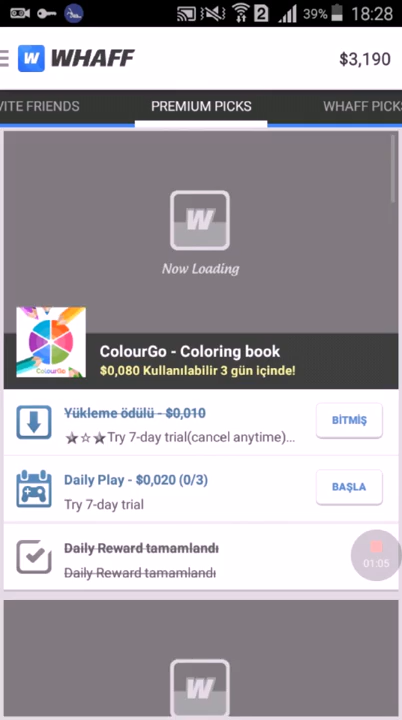 2
39%
18:28
W WHAFF
$3,190
VITE FRIENDS
PREMIUM PICKS
WHAFF PICKS
W
Now Loading
ColourGo
ColourGo - Coloring book
$0,080 Kullanılabilir 3 gün içinde!
Yükleme ödülü - $0,010
★☆★Try 7-day trial(cancel anytime)...
BİTMİŞ
Daily Play - $0,020 (0/3)
Try 7-day trial
BAŞLA
Daily Reward tamamlandı
Daily Reward tamamlandı
01:05
W